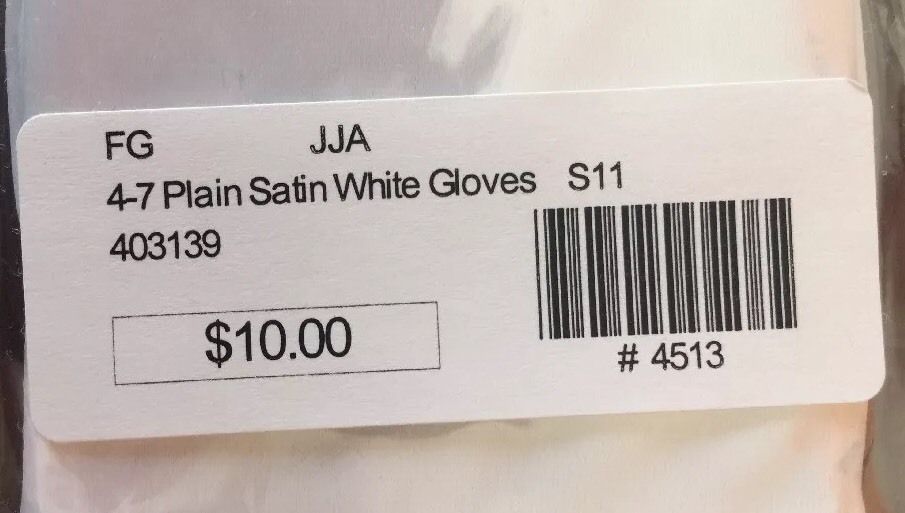 FG JJA
4-7 Plain Satin White Gloves S11
403139
$10.00
# 4513